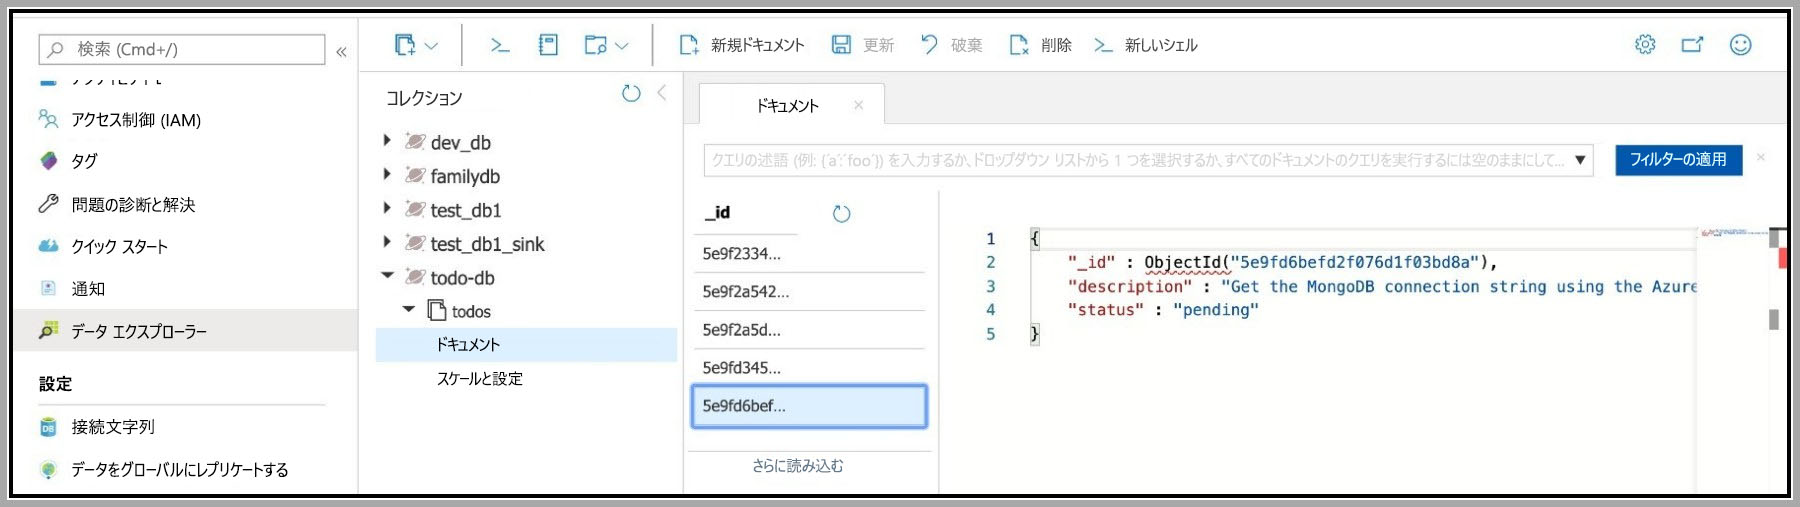 検索 (Cmd+/)
«
アクセス制御 (IAM)
タグ
問題の診断と解決
クイック スタート
通知
データ エクスプローラー
設定
接続文字列
データをグローバルにレプリケートする
新規ドキュメント
更新
破棄
削除
新しいシェル
コレクション
dev_db
familydb
test_db1
test_db1_sink
todo-db
todos
ドキュメント
スケールと設定
ドキュメント
クエリの述語 (例: {´a´:´foo´}) を入力するか、ドロップダウン リストから 1 つを選択するか、すべてのドキュメントのクエリを実行するには空のままにして...
フィルターの適用
_id
5e9f2334...
5e9f2a542...
5e9f2a5d...
5e9fd345...
5e9fd6bef...
さらに読み込む
1 {
2 "_id" : ObjectId("5e9fd6befd2f076d1f03bd8a"),
3 "description" : "Get the MongoDB connection string using the Azure
4 "status" : "pending"
5 }